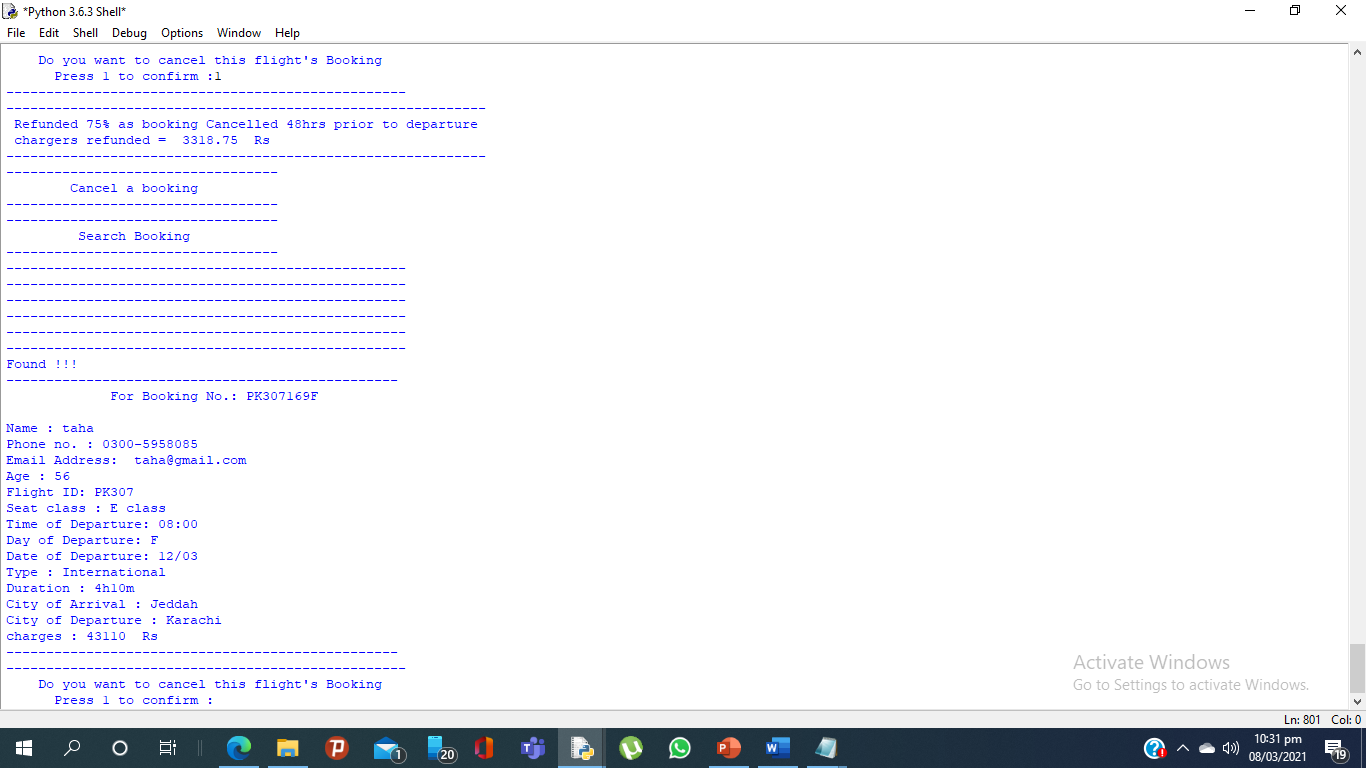 *Python 3.6.3 Shell*
File Edit Shell Debug Options Window Help
Do you want to cancel this flight's Booking
Press 1 to confirm :1
--------------------------------------------------
------------------------------------------------------------
Refunded 75% as booking Cancelled 48hrs prior to departure
chargers refunded =  3318.75  Rs
------------------------------------------------------------
----------------------------------
Cancel a booking
----------------------------------
----------------------------------
Search Booking
----------------------------------
--------------------------------------------------
--------------------------------------------------
--------------------------------------------------
--------------------------------------------------
--------------------------------------------------
--------------------------------------------------
Found !!!
-------------------------------------------------
For Booking No.: PK307169F
Name : taha
Phone no. : 0300-5958085
Email Address:  taha@gmail.com
Age : 56
Flight ID: PK307
Seat class : E class
Time of Departure: 08:00
Day of Departure: F
Date of Departure: 12/03
Type : International
Duration : 4h10m
City of Arrival : Jeddah
City of Departure : Karachi
charges : 43110  Rs
-------------------------------------------------
--------------------------------------------------
Do you want to cancel this flight's Booking
Press 1 to confirm :
Activate Windows
Go to Settings to activate Windows.
Ln: 801 Col: 0
1
20
10:31 pm
08/03/2021
19